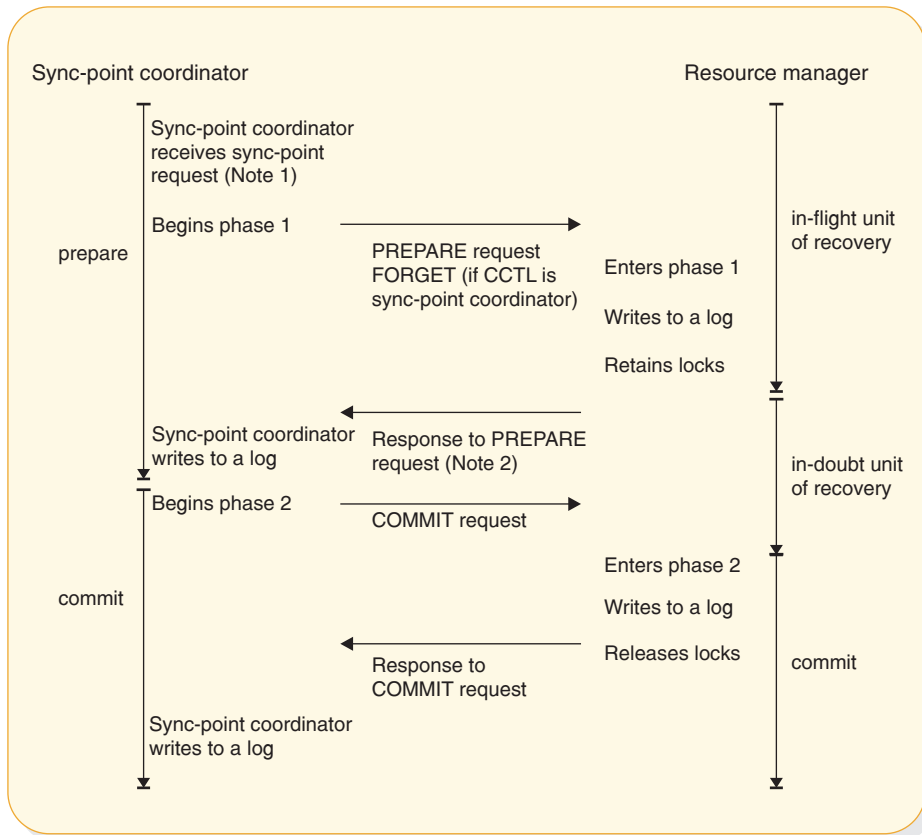 Sync-point coordinator
Resource manager
Sync-point coordinator
receives sync-point
request (Note 1)
Begins phase 1
in-flight unit
of recovery
prepare
PREPARE request
FORGET (if CCTL is
sync-point coordinator)
Enters phase 1
Writes to a log
Retains locks
Sync-point coordinator
writes to a log
Response to PREPARE
request (Note 2)
in-doubt unit
of recovery
Begins phase 2
COMMIT request
Enters phase 2
commit
Writes to a log
Releases locks
commit
Response to
COMMIT request
Sync-point coordinator
writes to a log